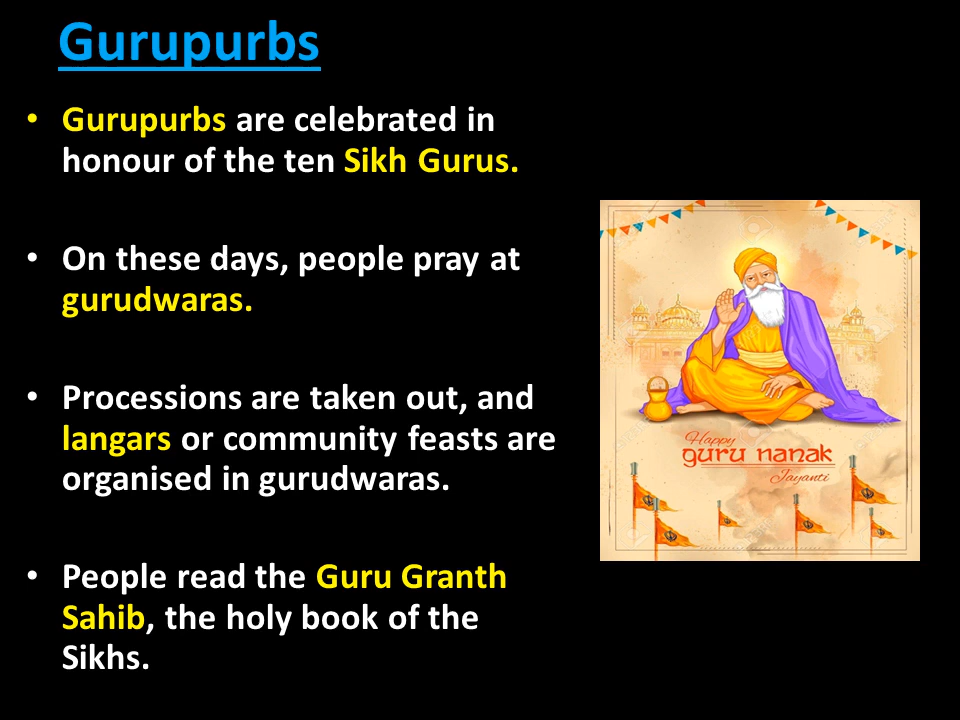 Gurupurbs
• Gurupurbs are celebrated in
honour of the ten Sikh Gurus.
• On these days, people pray at
gurudwaras.
• Processions are taken out, and
langars or community feasts are
organised in gurudwaras.
• People read the Guru Granth
Sahib, the holy book of the
Sikhs.
Happy
guru nanak
Jayanti